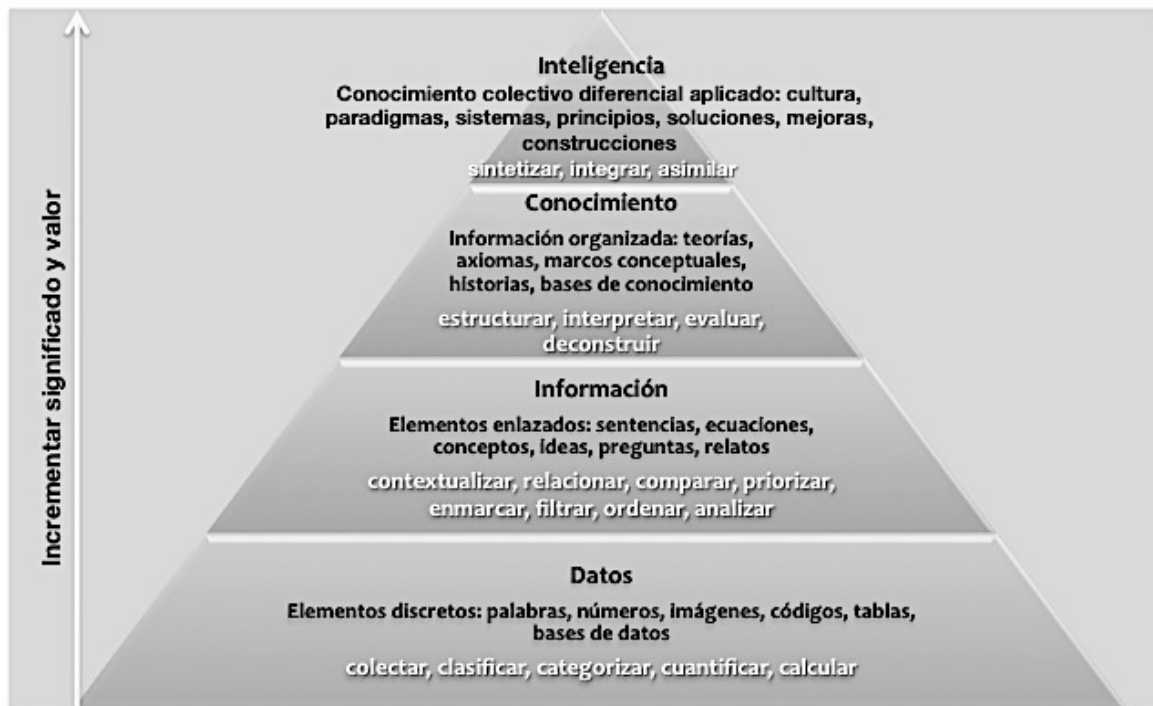 Incrementar significado y valor
Inteligencia
Conocimiento colectivo diferencial aplicado: cultura,
paradigmas, sistemas, principios, soluciones, mejoras,
construcciones
sintetizar, integrar, asimilar
Conocimiento
Información organizada: teorías,
axiomas, marcos conceptuales,
historias, bases de conocimiento
estructurar, interpretar, evaluar,
deconstruir
Información
Elementos enlazados: sentencias, ecuaciones,
conceptos, ideas, preguntas, relatos
contextualizar, relacionar, comparar, priorizar,
enmarcar, filtrar, ordenar, analizar
Datos
Elementos discretos: palabras, números, imágenes, códigos, tablas,
bases de datos
colectar, clasificar, categorizar, cuantificar, calcular